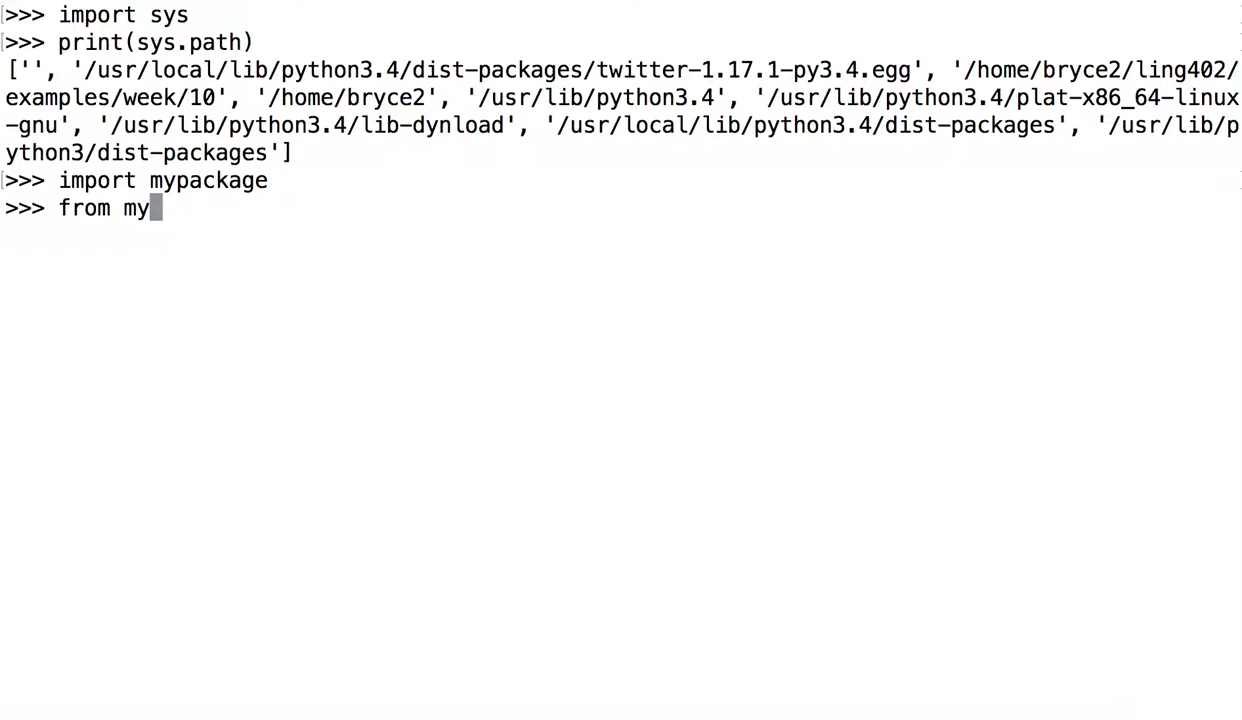 >>> import sys
>>> print(sys.path)
['', '/usr/local/lib/python3.4/dist-packages/twitter-1.17.1-py3.4.egg', '/home/bryce2/ling402/
examples/week/10', '/home/bryce2', '/usr/lib/python3.4', '/usr/lib/python3.4/plat-x86_64-linux
-gnu', '/usr/lib/python3.4/lib-dynload', '/usr/local/lib/python3.4/dist-packages', '/usr/lib/p
ython3/dist-packages']
>>> import mypackage
>>> from my